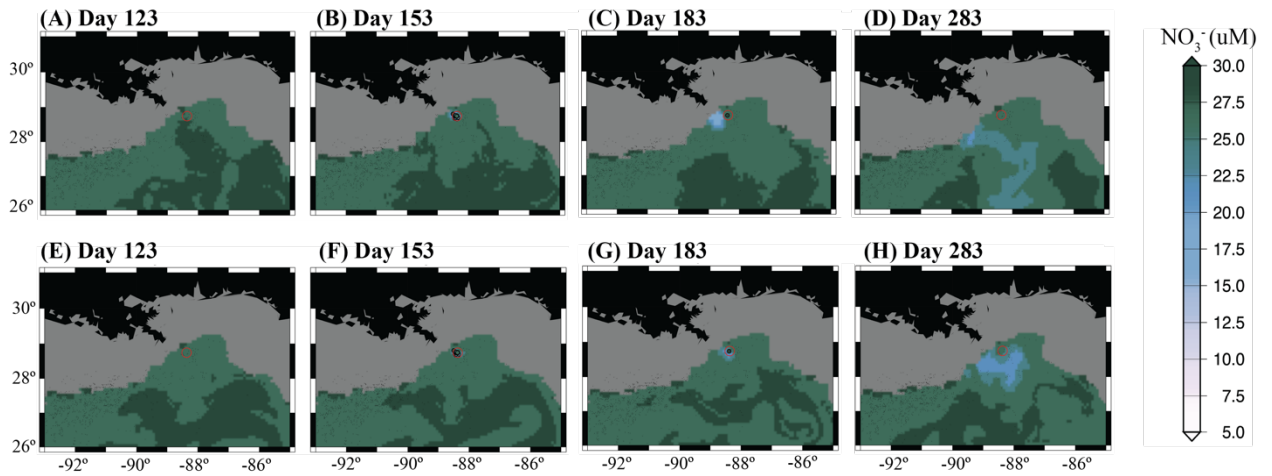 (A) Day 123 (B) Day 153 (C) Day 183 (D) Day 283
NO₃⁻ (uM)
30º
28º
26º
30.0
27.5
25.0
22.5
20.0
17.5
15.0
12.5
10.0
7.5
5.0
(E) Day 123 (F) Day 153 (G) Day 183 (H) Day 283
30º
28º
26º
-92º -90º -88º -86º -92º -90º -88º -86º -92º -90º -88º -86º -92º -90º -88º -86º